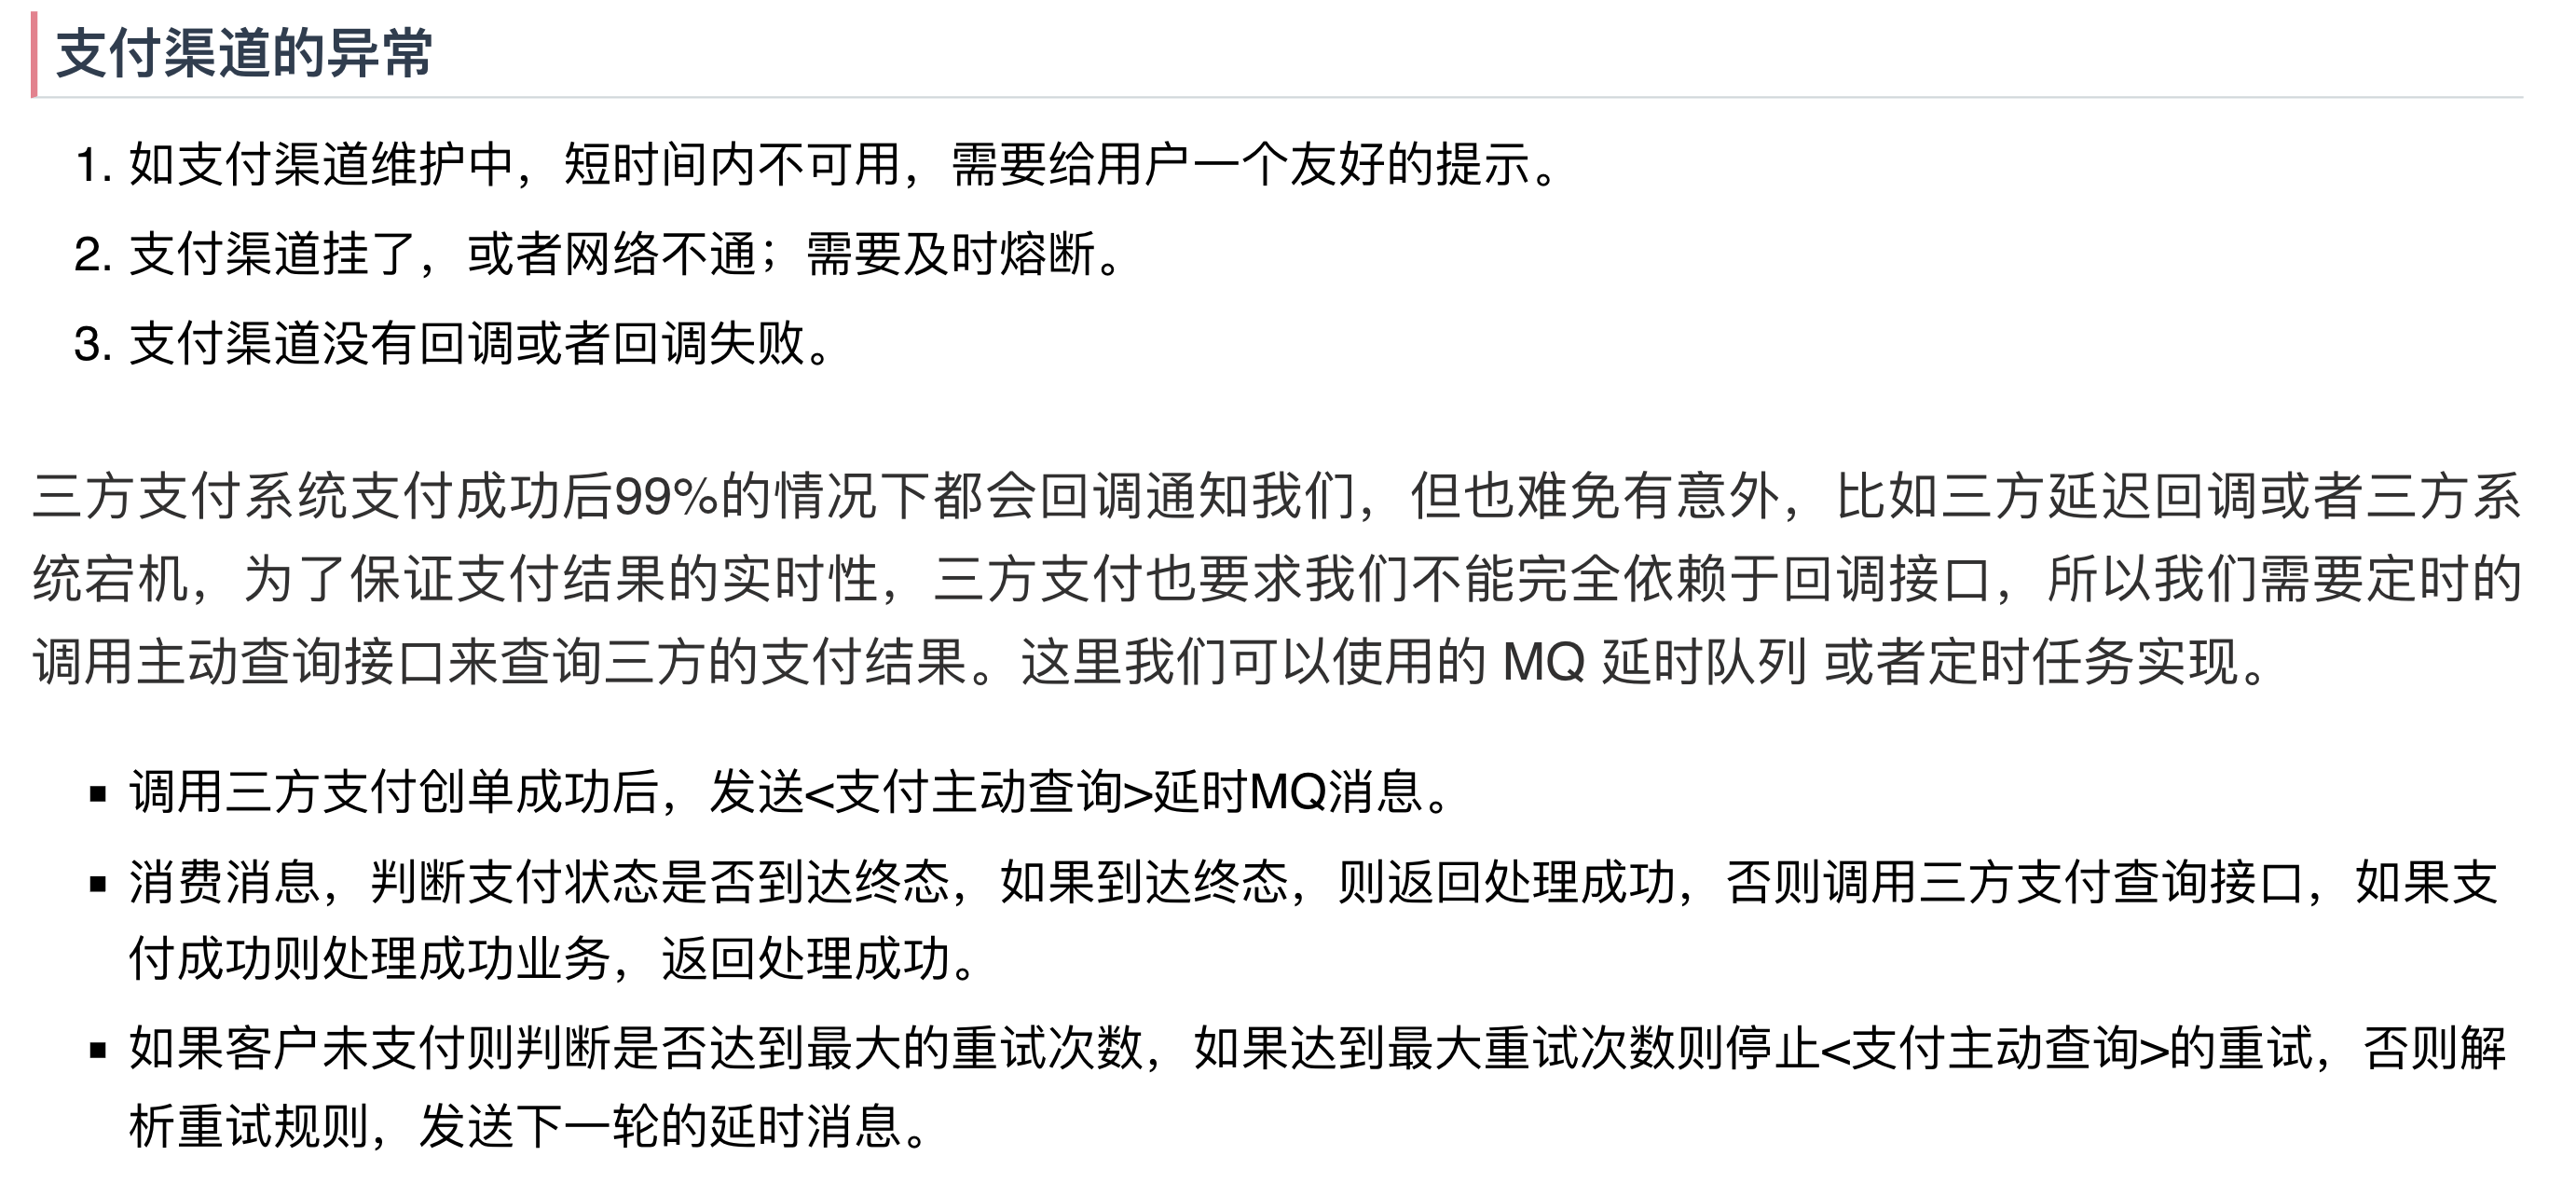 支付渠道的异常
1. 如支付渠道维护中，短时间内不可用，需要给用户一个友好的提示。
2. 支付渠道挂了，或者网络不通；需要及时熔断。
3. 支付渠道没有回调或者回调失败。
三方支付系统支付成功后99%的情况下都会回调通知我们，但也难免有意外，比如三方延迟回调或者三方系
统宕机，为了保证支付结果的实时性，三方支付也要求我们不能完全依赖于回调接口，所以我们需要定时的
调用主动查询接口来查询三方的支付结果。这里我们可以使用的 MQ 延时队列 或者定时任务实现。
▪ 调用三方支付创单成功后，发送<支付主动查询>延时MQ消息。
▪ 消费消息，判断支付状态是否到达终态，如果到达终态，则返回处理成功，否则调用三方支付查询接口，如果支
付成功则处理成功业务，返回处理成功。
▪ 如果客户未支付则判断是否达到最大的重试次数，如果达到最大重试次数则停止<支付主动查询>的重试，否则解
析重试规则，发送下一轮的延时消息。